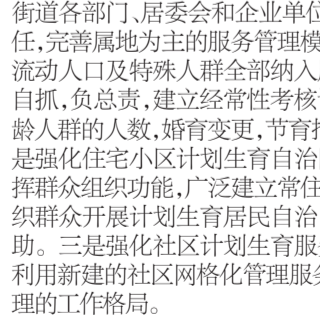 街道各部门、居委会和企业单位
任,完善属地为主的服务管理模
流动人口及特殊人群全部纳入
自抓,负总责,建立经常性考核
龄人群的人数,婚育变更,节育
是强化住宅小区计划生育自治
挥群众组织功能,广泛建立常住
织群众开展计划生育居民自治
助。三是强化社区计划生育服
利用新建的社区网格化管理服务
理的工作格局。